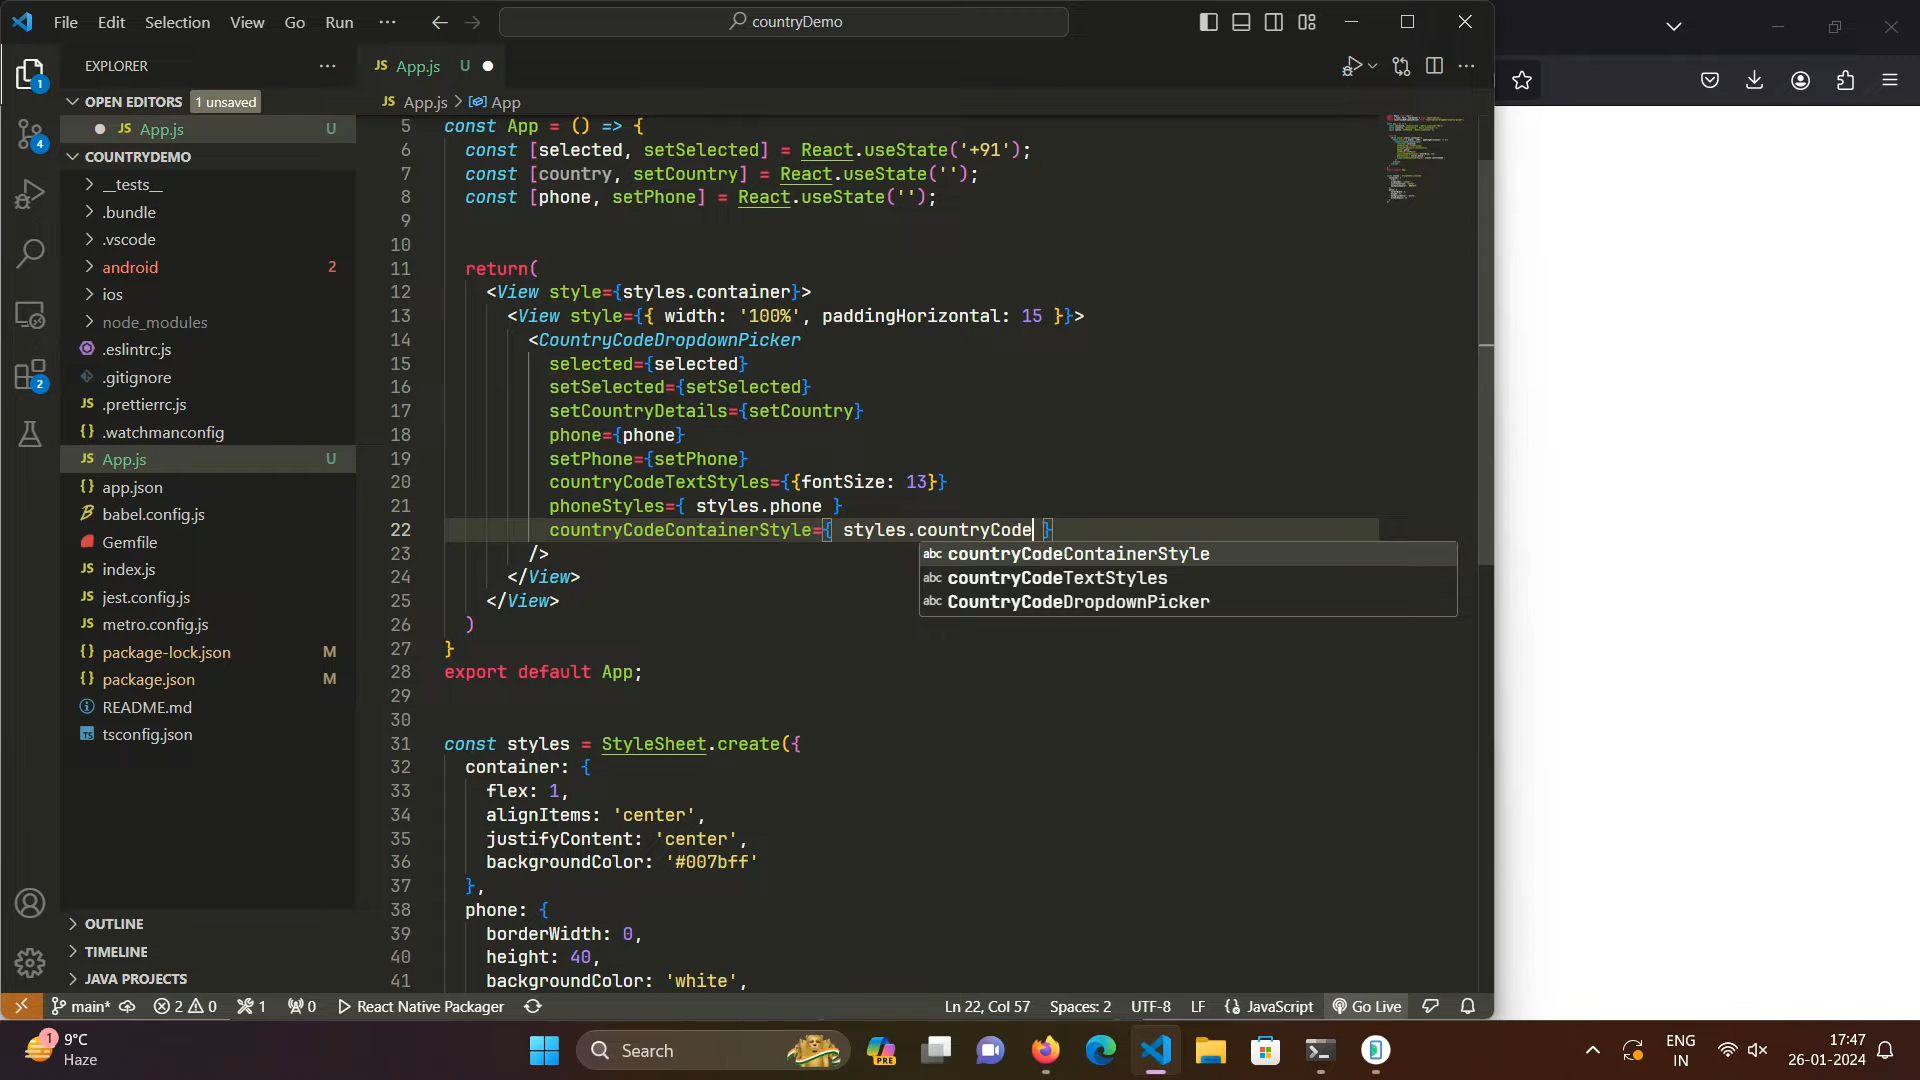 File Edit Selection View Go Run ··· countryDemo
EXPLORER ···
OPEN EDITORS 1 unsaved
App.js U
COUNTRYDEMO
__tests__
.bundle
.vscode
android 2
ios
node_modules
.eslintrc.js
.gitignore
.prettierrc.js
.watchmanconfig
App.js U
app.json
babel.config.js
Gemfile
index.js
jest.config.js
metro.config.js
package-lock.json M
package.json M
README.md
tsconfig.json
OUTLINE
TIMELINE
JAVA PROJECTS
1
4
2
JS App.js U
JS App.js > App
5 const App = () => {
6 const [selected, setSelected] = React.useState('+91');
7 const [country, setCountry] = React.useState('');
8 const [phone, setPhone] = React.useState('');
9
10
11 return(
12 <View style={styles.container}>
13 <View style={{ width: '100%', paddingHorizontal: 15 }}>
14 <CountryCodeDropdownPicker
15 selected={selected}
16 setSelected={setSelected}
17 setCountryDetails={setCountry}
18 phone={phone}
19 setPhone={setPhone}
20 countryCodeTextStyles={{fontSize: 13}}
21 phoneStyles={ styles.phone }
22 countryCodeContainerStyle={ styles.countryCode }
23 />
24 </View>
25 </View>
26 )
27 }
28 export default App;
29
30
31 const styles = StyleSheet.create({
32 container: {
33 flex: 1,
34 alignItems: 'center',
35 justifyContent: 'center',
36 backgroundColor: '#007bff'
37 },
38 phone: {
39 borderWidth: 0,
40 height: 40,
41 backgroundColor: 'white',
abc countryCodeContainerStyle
abc countryCodeTextStyles
abc CountryCodeDropdownPicker
main* 2 0 1 0 React Native Packager Ln 22, Col 57 Spaces: 2 UTF-8 LF {} JavaScript Go Live
1 9°C
Haze
Search
PRE
ENG
IN
17:47
26-01-2024